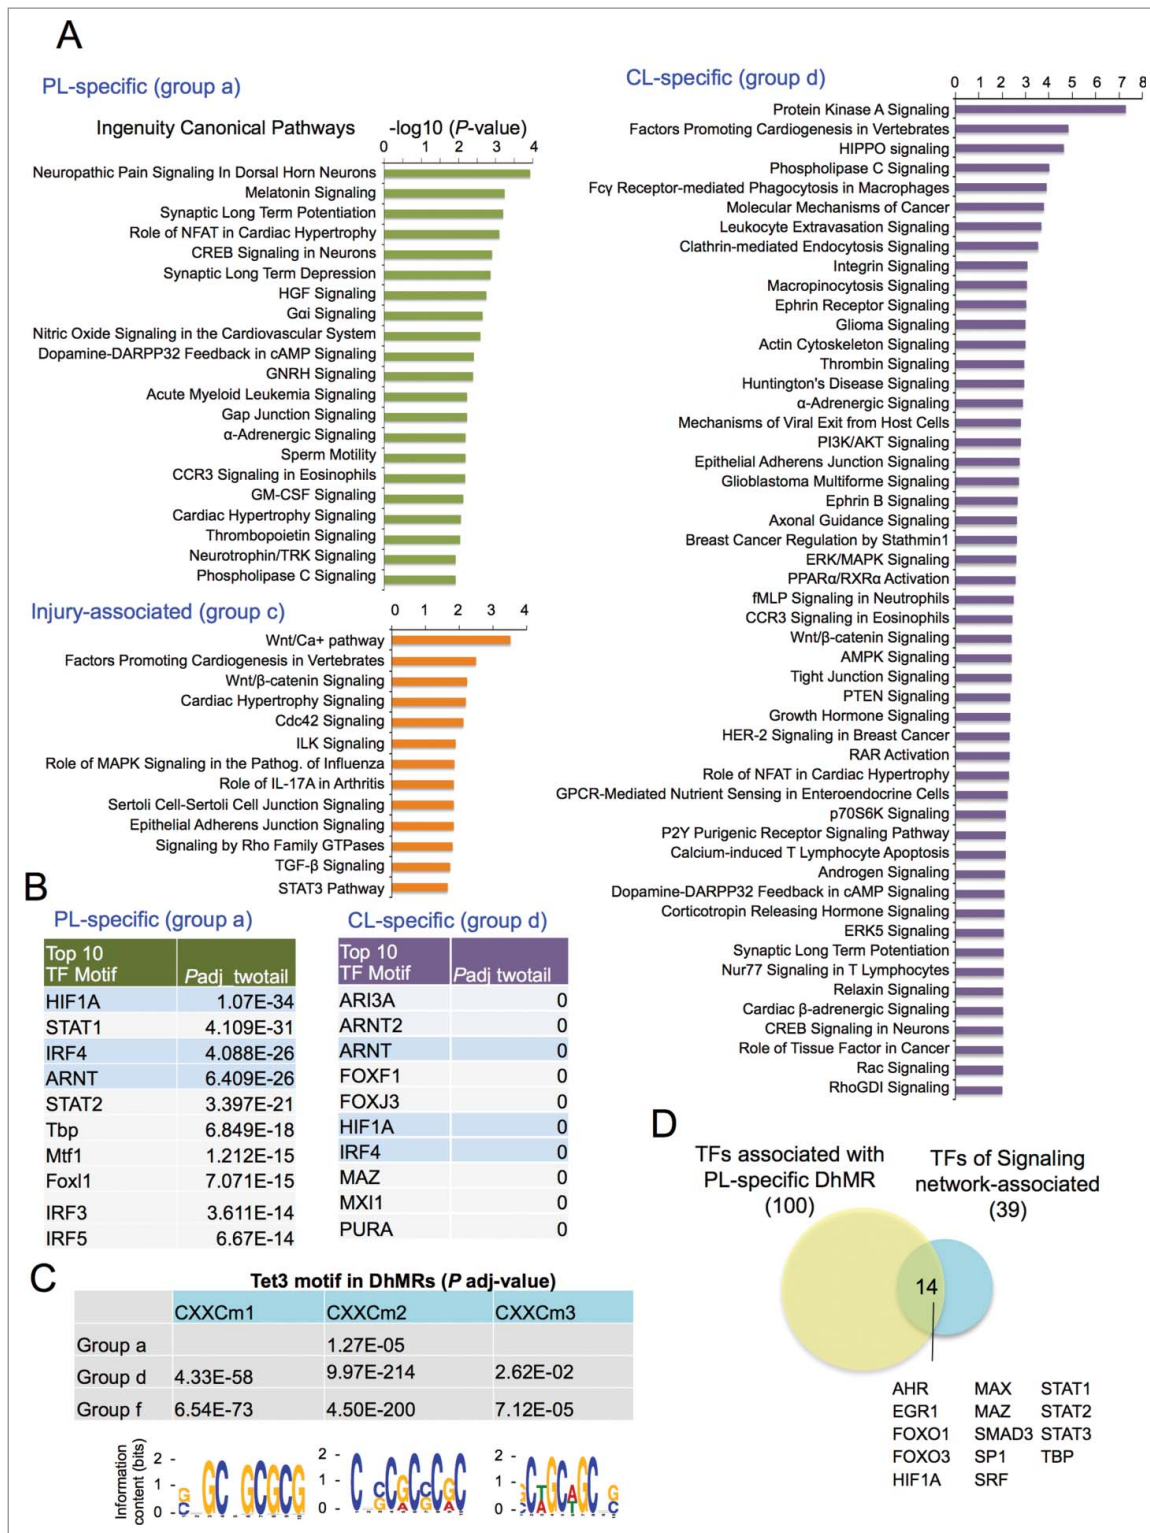 A
PL-specific (group a)
Ingenuity Canonical Pathways
-log10 (P-value)
0 1 2 3 4
Neuropathic Pain Signaling In Dorsal Horn Neurons
Melatonin Signaling
Synaptic Long Term Potentiation
Role of NFAT in Cardiac Hypertrophy
CREB Signaling in Neurons
Synaptic Long Term Depression
HGF Signaling
Gαi Signaling
Nitric Oxide Signaling in the Cardiovascular System
Dopamine-DARPP32 Feedback in cAMP Signaling
GNRH Signaling
Acute Myeloid Leukemia Signaling
Gap Junction Signaling
α-Adrenergic Signaling
Sperm Motility
CCR3 Signaling in Eosinophils
GM-CSF Signaling
Cardiac Hypertrophy Signaling
Thrombopoietin Signaling
Neurotrophin/TRK Signaling
Phospholipase C Signaling
Injury-associated (group c)
0 1 2 3 4
Wnt/Ca+ pathway
Factors Promoting Cardiogenesis in Vertebrates
Wnt/β-catenin Signaling
Cardiac Hypertrophy Signaling
Cdc42 Signaling
ILK Signaling
Role of MAPK Signaling in the Pathog. of Influenza
Role of IL-17A in Arthritis
Sertoli Cell-Sertoli Cell Junction Signaling
Epithelial Adherens Junction Signaling
Signaling by Rho Family GTPases
TGF-β Signaling
STAT3 Pathway
CL-specific (group d)
0 1 2 3 4 5 6 7 8
Protein Kinase A Signaling
Factors Promoting Cardiogenesis in Vertebrates
HIPPO signaling
Phospholipase C Signaling
Fcγ Receptor-mediated Phagocytosis in Macrophages
Molecular Mechanisms of Cancer
Leukocyte Extravasation Signaling
Clathrin-mediated Endocytosis Signaling
Integrin Signaling
Macropinocytosis Signaling
Ephrin Receptor Signaling
Glioma Signaling
Actin Cytoskeleton Signaling
Thrombin Signaling
Huntington's Disease Signaling
α-Adrenergic Signaling
Mechanisms of Viral Exit from Host Cells
PI3K/AKT Signaling
Epithelial Adherens Junction Signaling
Glioblastoma Multiforme Signaling
Ephrin B Signaling
Axonal Guidance Signaling
Breast Cancer Regulation by Stathmin1
ERK/MAPK Signaling
PPARα/RXRα Activation
fMLP Signaling in Neutrophils
CCR3 Signaling in Eosinophils
Wnt/β-catenin Signaling
AMPK Signaling
Tight Junction Signaling
PTEN Signaling
Growth Hormone Signaling
HER-2 Signaling in Breast Cancer
RAR Activation
Role of NFAT in Cardiac Hypertrophy
GPCR-Mediated Nutrient Sensing in Enteroendocrine Cells
p70S6K Signaling
P2Y Purigenic Receptor Signaling Pathway
Calcium-induced T Lymphocyte Apoptosis
Androgen Signaling
Dopamine-DARPP32 Feedback in cAMP Signaling
Corticotropin Releasing Hormone Signaling
ERK5 Signaling
Synaptic Long Term Potentiation
Nur77 Signaling in T Lymphocytes
Relaxin Signaling
Cardiac β-adrenergic Signaling
CREB Signaling in Neurons
Role of Tissue Factor in Cancer
Rac Signaling
RhoGDI Signaling
B
PL-specific (group a)
Top 10
TF Motif Padj_twotail
HIF1A 1.07E-34
STAT1 4.109E-31
IRF4 4.088E-26
ARNT 6.409E-26
STAT2 3.397E-21
Tbp 6.849E-18
Mtf1 1.212E-15
Foxl1 7.071E-15
IRF3 3.611E-14
IRF5 6.67E-14
CL-specific (group d)
Top 10
TF Motif Padj twotail
ARI3A 0
ARNT2 0
ARNT 0
FOXF1 0
FOXJ3 0
HIF1A 0
IRF4 0
MAZ 0
MXI1 0
PURA 0
C
Tet3 motif in DhMRs (P adj-value)
CXXCm1 CXXCm2 CXXCm3
Group a 1.27E-05
Group d 4.33E-58 9.97E-214 2.62E-02
Group f 6.54E-73 4.50E-200 7.12E-05
Information
content (bits)
2
1
0
2
1
0
2
1
0
D
TFs associated with
PL-specific DhMR
(100)
TFs of Signaling
network-associated
(39)
14
AHR MAX STAT1
EGR1 MAZ STAT2
FOXO1 SMAD3 STAT3
FOXO3 SP1 TBP
HIF1A SRF